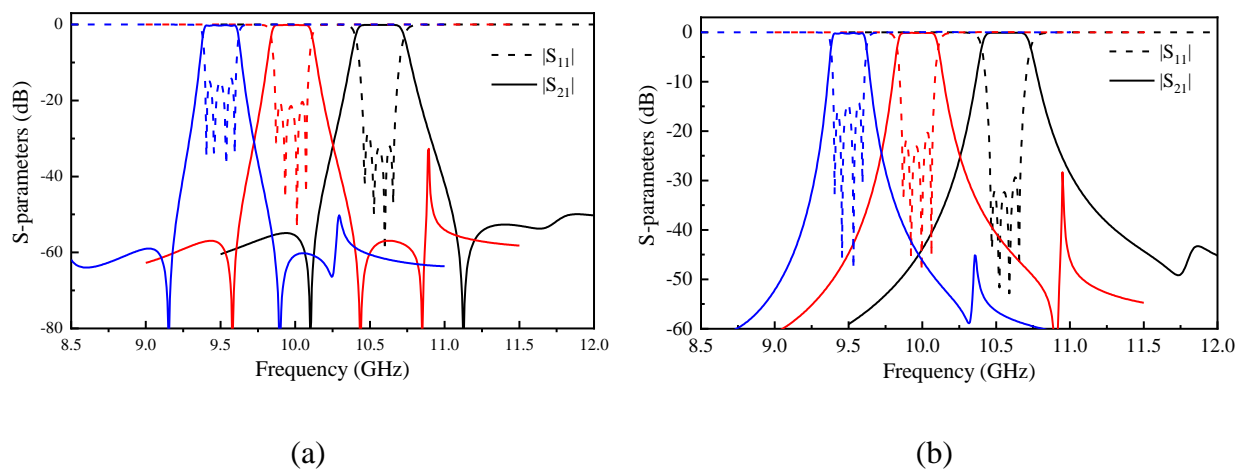 0
-20
-40
-60
-80
S-parameters (dB)
|S11|
|S21|
8.5 9.0 9.5 10.0 10.5 11.0 11.5 12.0
Frequency (GHz)
(a)
0
-10
-20
-30
-40
-50
-60
S-parameters (dB)
|S11|
|S21|
8.5 9.0 9.5 10.0 10.5 11.0 11.5 12.0
Frequency (GHz)
(b)